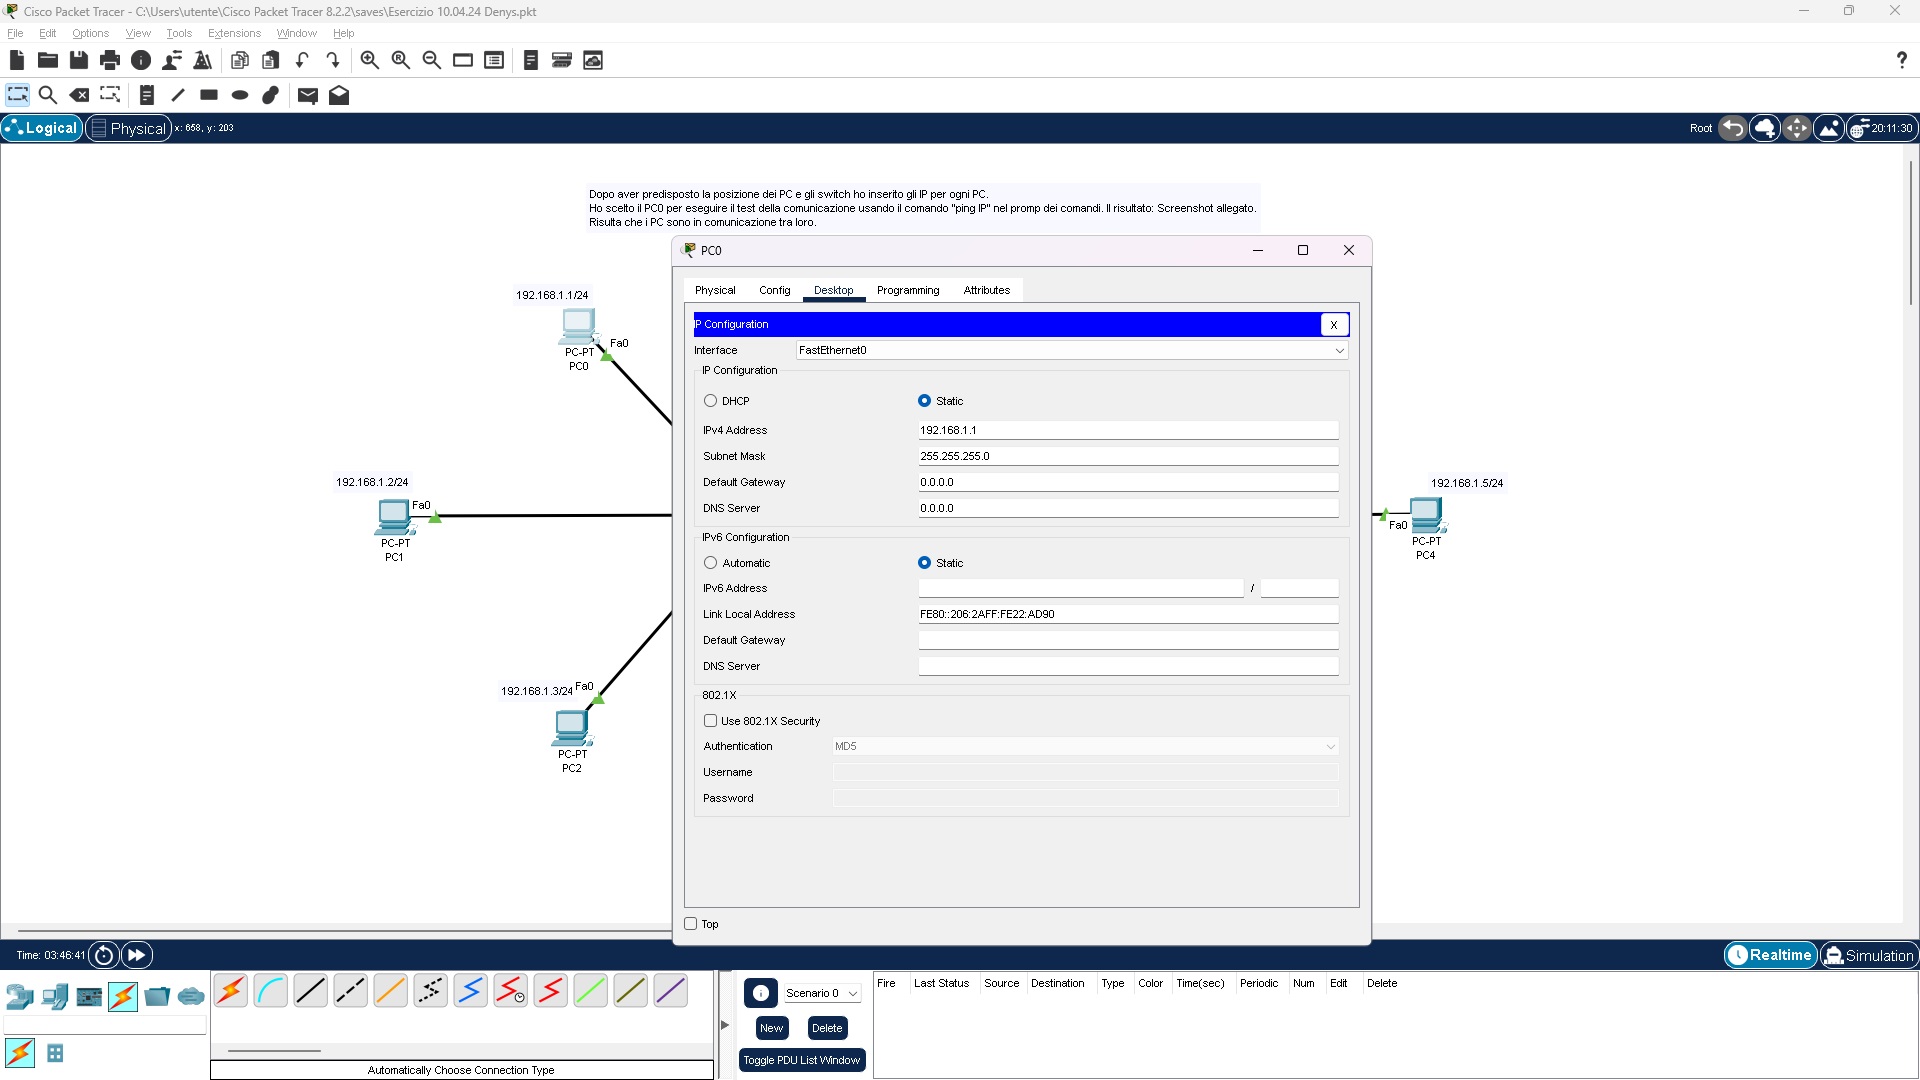 Cisco Packet Tracer - C:\Users\utente\Cisco Packet Tracer 8.2.2\saves\Esercizio 10.04.24 Denys.pkt
File Edit Options View Tools Extensions Window Help
?
Logical Physical x: 658, y: 203 Root 20:11:30
Dopo aver predisposto la posizione dei PC e gli switch ho inserito gli IP per ogni PC.
Ho scelto il PC0 per eseguire il test della comunicazione usando il comando "ping IP" nel promp dei comandi. Il risultato: Screenshot allegato.
Risulta che i PC sono in comunicazione tra loro.
192.168.1.1/24
Fa0
PC-PT
PC0
192.168.1.2/24
Fa0
PC-PT
PC1
192.168.1.3/24 Fa0
PC-PT
PC2
PC0
Physical Config Desktop Programming Attributes
IP Configuration X
Interface FastEthernet0
IP Configuration
DHCP Static
IPv4 Address 192.168.1.1
Subnet Mask 255.255.255.0
Default Gateway 0.0.0.0
DNS Server 0.0.0.0
IPv6 Configuration
Automatic Static
IPv6 Address /
Link Local Address FE80::206:2AFF:FE22:AD90
Default Gateway
DNS Server
802.1X
Use 802.1X Security
Authentication MD5
Username
Password
Top
192.168.1.5/24
Fa0
PC-PT
PC4
Time: 03:46:41 Realtime Simulation
Automatically Choose Connection Type
Scenario 0
New Delete
Toggle PDU List Window
Fire Last Status Source Destination Type Color Time(sec) Periodic Num Edit Delete